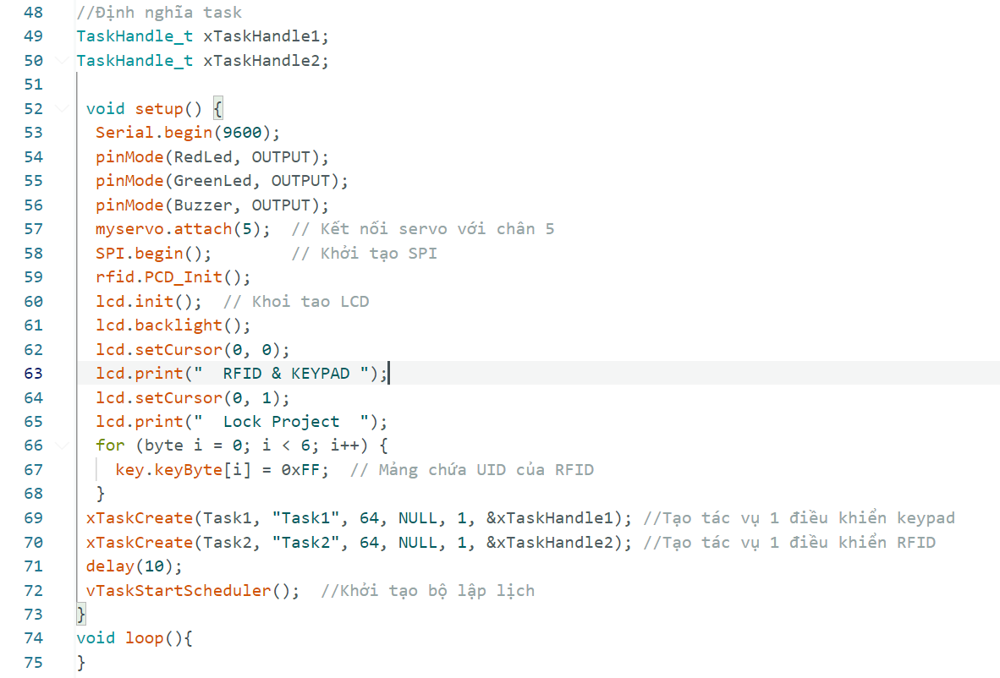 48 //Định nghĩa task
49 TaskHandle_t xTaskHandle1;
50 TaskHandle_t xTaskHandle2;
51
52 void setup() {
53 Serial.begin(9600);
54 pinMode(RedLed, OUTPUT);
55 pinMode(GreenLed, OUTPUT);
56 pinMode(Buzzer, OUTPUT);
57 myservo.attach(5);  // Kết nối servo với chân 5
58 SPI.begin();        // Khởi tạo SPI
59 rfid.PCD_Init();
60 lcd.init();  // Khoi tao LCD
61 lcd.backlight();
62 lcd.setCursor(0, 0);
63 lcd.print("  RFID & KEYPAD ");
64 lcd.setCursor(0, 1);
65 lcd.print("  Lock Project  ");
66 for (byte i = 0; i < 6; i++) {
67 key.keyByte[i] = 0xFF;  // Mảng chứa UID của RFID
68 }
69 xTaskCreate(Task1, "Task1", 64, NULL, 1, &xTaskHandle1); //Tạo tác vụ 1 điều khiển keypad
70 xTaskCreate(Task2, "Task2", 64, NULL, 1, &xTaskHandle2); //Tạo tác vụ 1 điều khiển RFID
71 delay(10);
72 vTaskStartScheduler();  //Khởi tạo bộ lập lịch
73 }
74 void loop(){
75 }